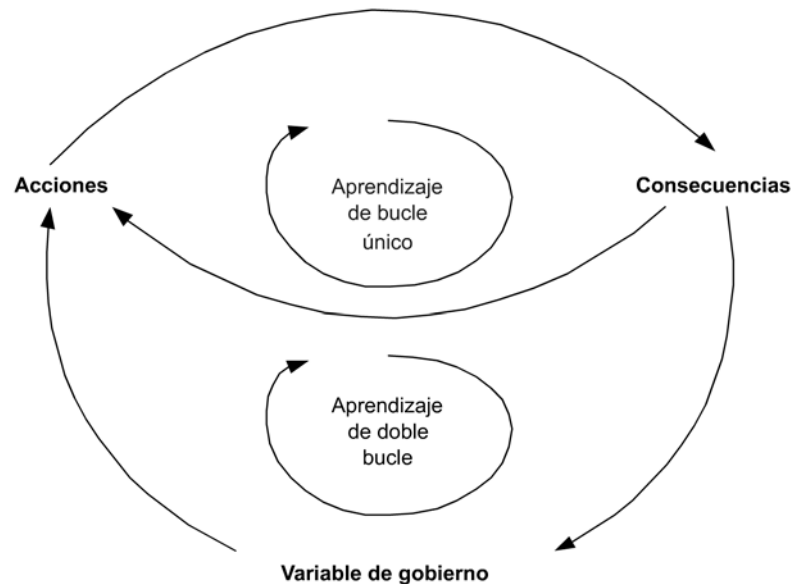 Acciones
Aprendizaje
de bucle
único
Consecuencias
Aprendizaje
de doble
bucle
Variable de gobierno